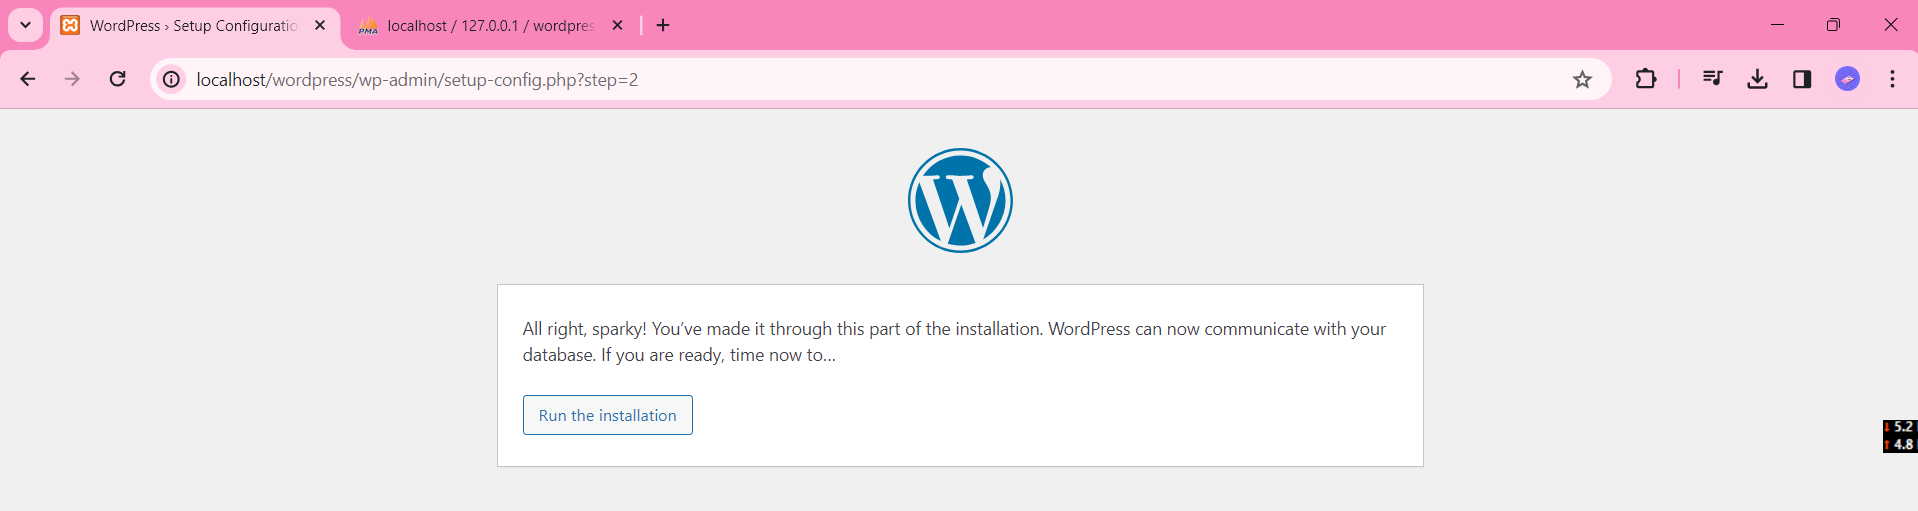 WordPress › Setup Configuratio
localhost / 127.0.0.1 / wordpres
localhost/wordpress/wp-admin/setup-config.php?step=2
All right, sparky! You’ve made it through this part of the installation. WordPress can now communicate with your
database. If you are ready, time now to…
Run the installation
5.2
4.8